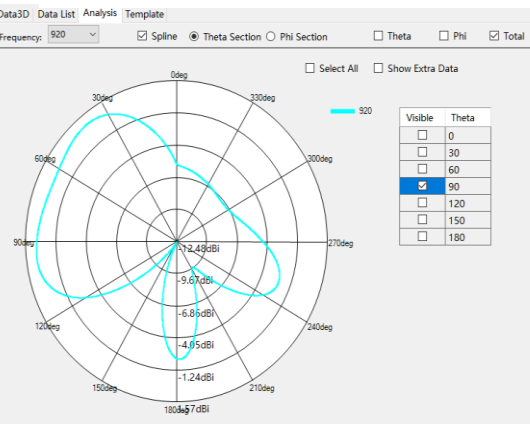 Data3D Data List Analysis Template
Frequency: 920 Spline Theta Section Phi Section Theta Phi Total
Select All Show Extra Data
920
Visible Theta
0
30
60
90
120
150
180
0deg
30deg 330deg
60deg 300deg
90deg 270deg
120deg 240deg
150deg 210deg
180deg
-12.48dBi
-9.67dBi
-6.86dBi
-4.05dBi
-1.24dBi